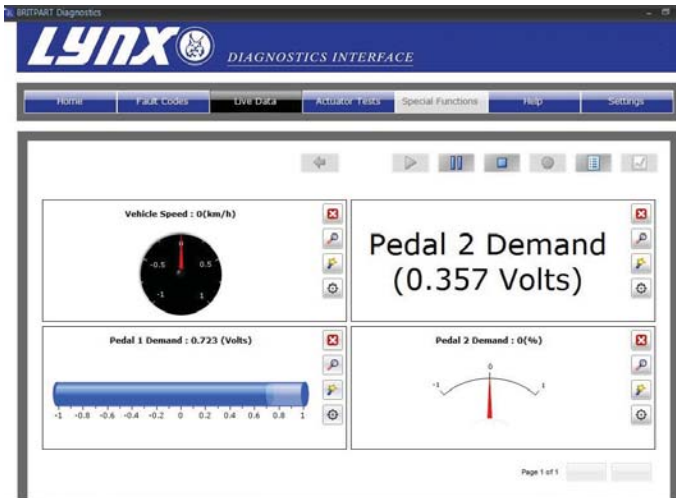 BRITPART Diagnostics
LYNX DIAGNOSTICS INTERFACE
Home Fault Codes Live Data Actuator Tests Special Functions Help Settings
Vehicle Speed : 0(km/h)
0
-0.5 0.5
-1 1
Pedal 2 Demand
(0.357 Volts)
Pedal 1 Demand : 0.723 (Volts)
-1 -0.8 -0.6 -0.4 -0.2 0 0.2 0.4 0.6 0.8 1
Pedal 2 Demand : 0(%)
0
-1 1
Page 1 of 1